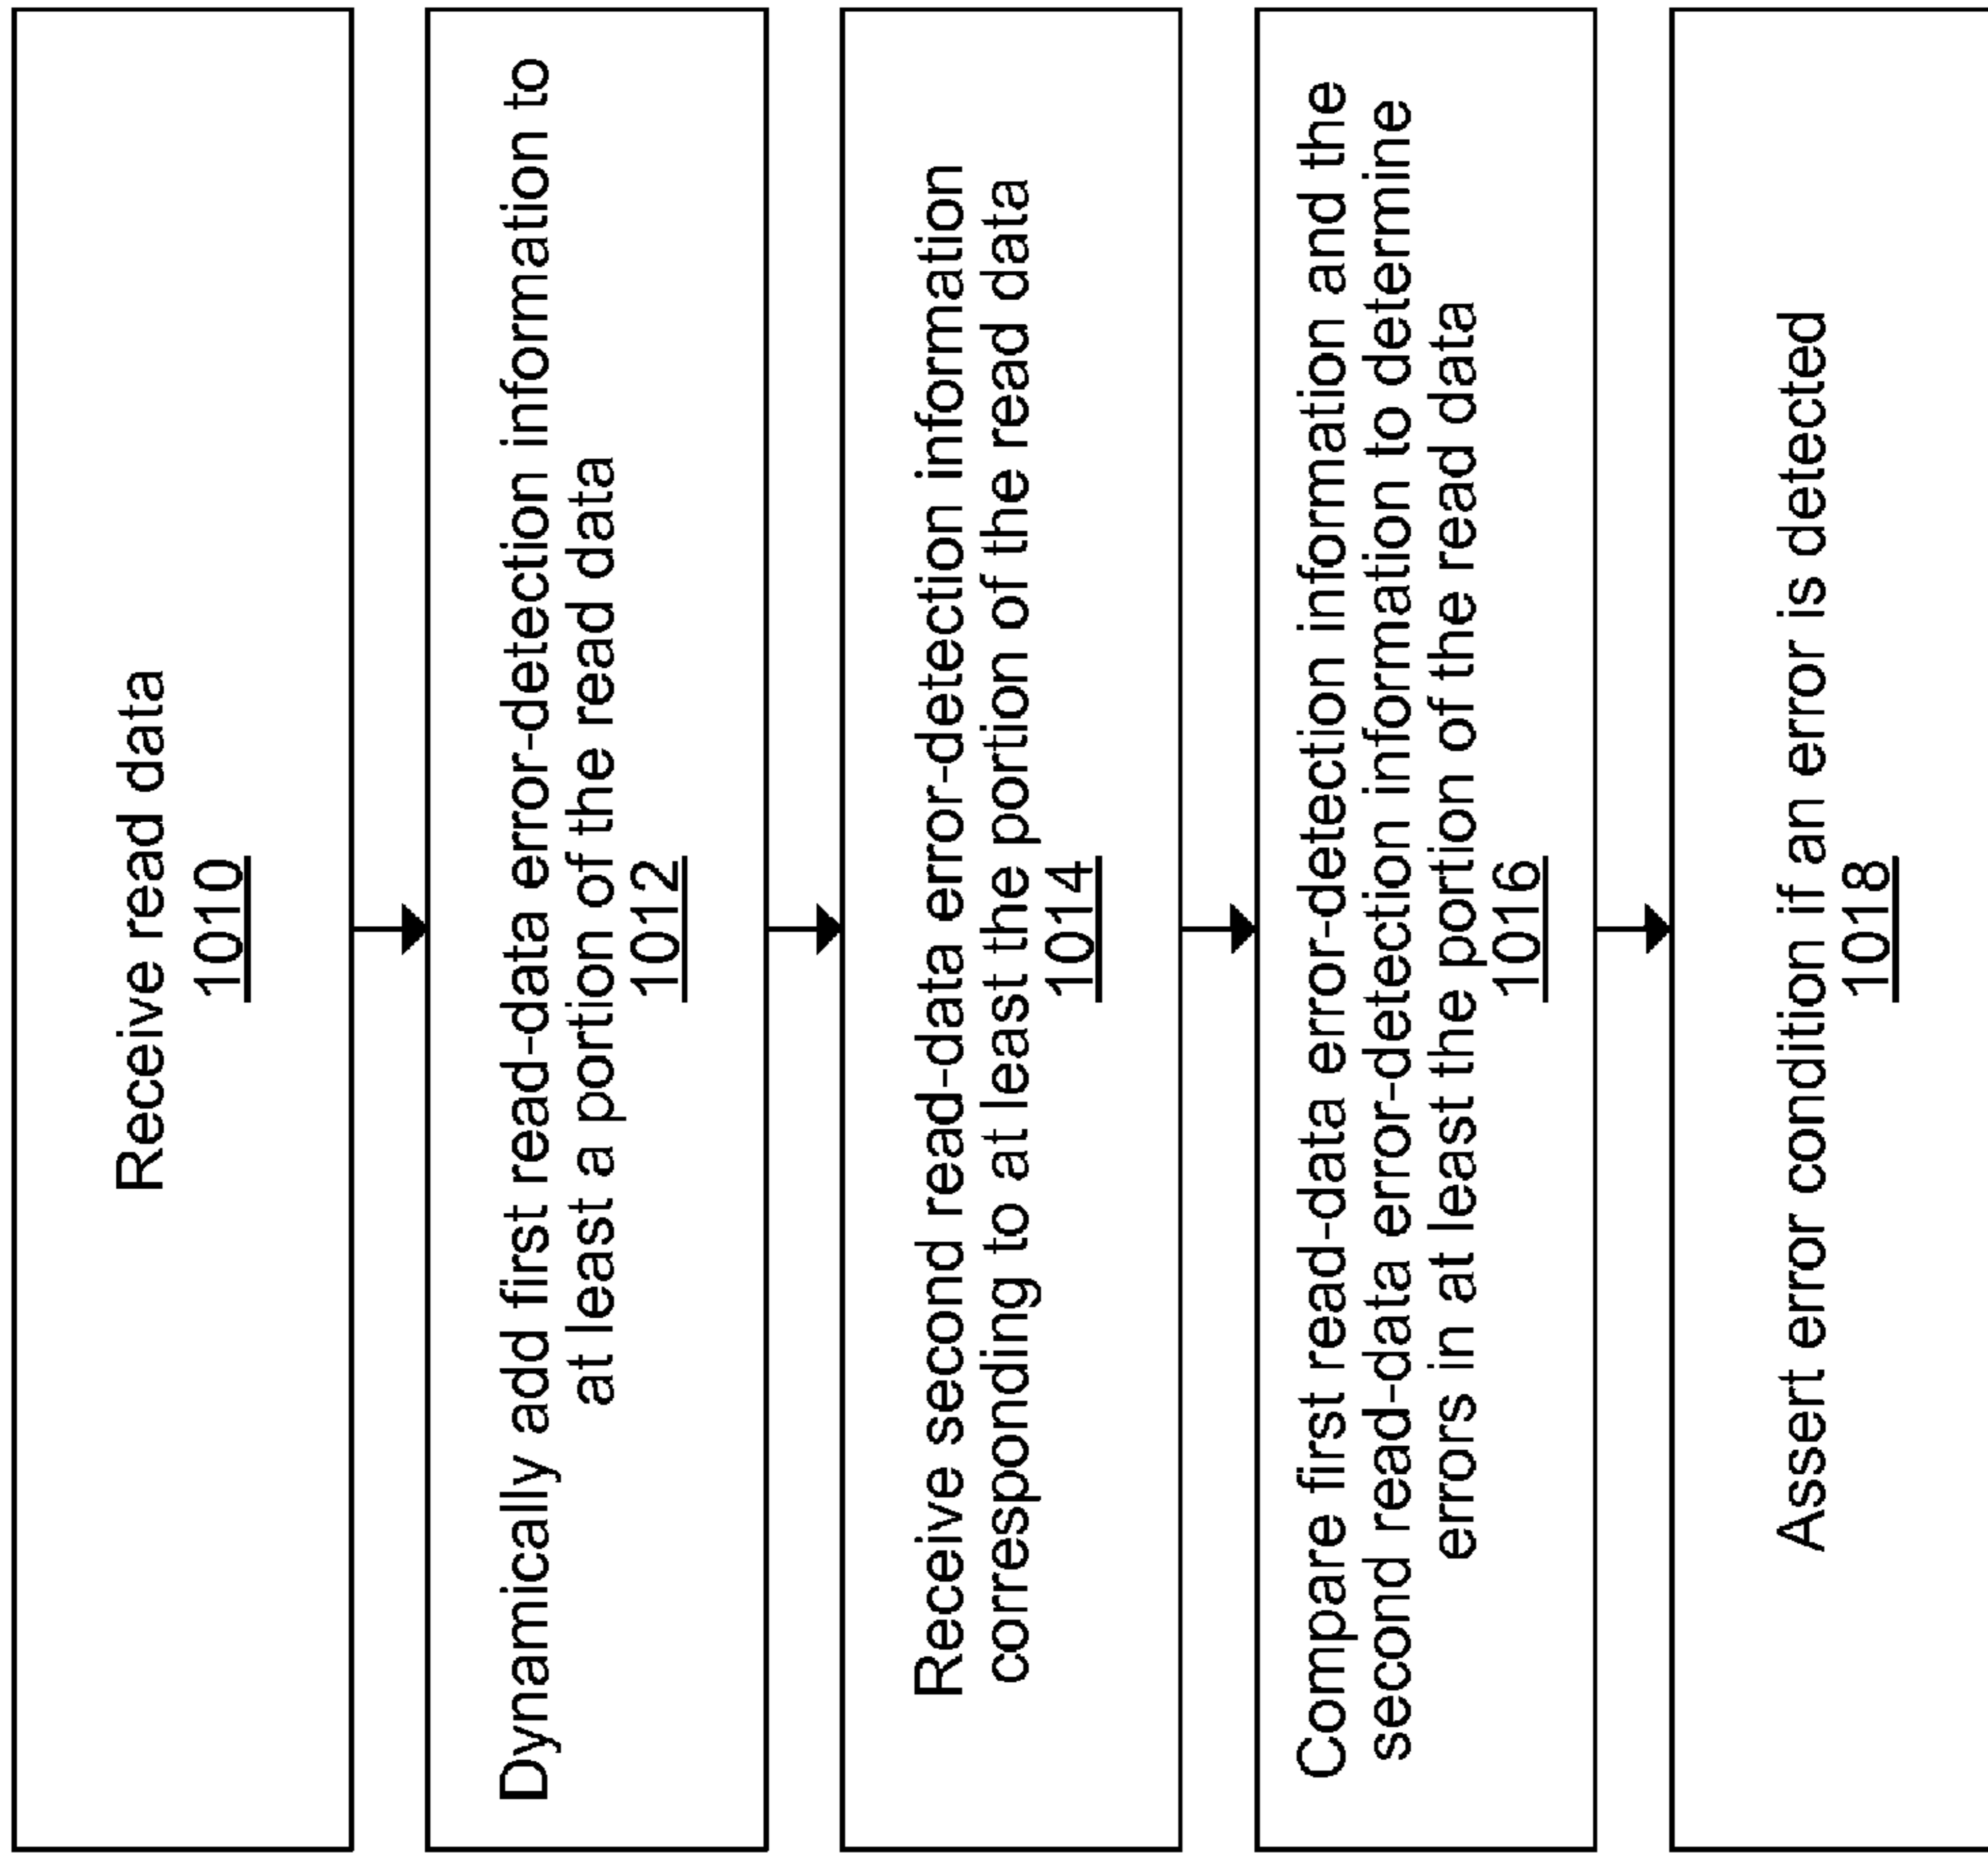 Receive read data
1010
Dynamically add first read-data error-detection information to
at least a portion of the read data
1012
Receive second read-data error-detection information
corresponding to at least the portion of the read data
1014
Compare first read-data error-detection information and the
second read-data error-detection information to determine
errors in at least the portion of the read data
1016
Assert error condition if an error is detected
1018